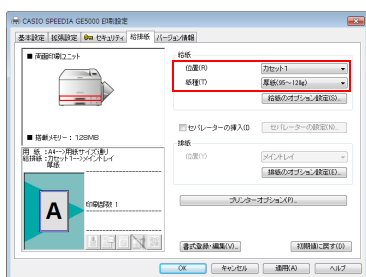 CASIO SPEEDIA GE5000 印刷設定
基本設定 拡張設定 セキュリティ 給排紙 バージョン情報
■ 両面印刷ユニット
給紙
位置(R) カセット1
紙種(T) 厚紙(95～128g)
給紙のオプション設定(S)...
セパレーターの挿入(I) セパレーターの設定(N)...
■ 搭載メモリー : 128MB
排紙
位置(Y) メイントレイ
用 紙 :A4-->用紙サイズ通り
給排紙 :カセット1-->メイントレイ
厚紙
排紙のオプション設定(E)...
A
印刷部数 1
プリンターオプション(P)...
書式登録・編集(V)... 初期値に戻す(D)
OK キャンセル 適用(A) ヘルプ